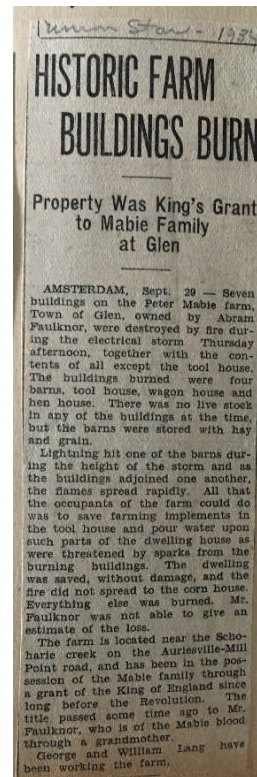 Union Star - 1934
HISTORIC FARM
BUILDINGS BURN
Property Was King's Grant
to Mabie Family
at Glen
AMSTERDAM, Sept. 29 — Seven
buildings on the Peter Mabie farm,
Town of Glen, owned by Abram
Faulknor, were destroyed by fire dur-
ing the electrical storm Thursday
afternoon, together with the con-
tents of all except the tool house.
The buildings burned were four
barns, tool house, wagon house and
hen house. There was no live stock
in any of the buildings at the time,
but the barns were stored with hay
and grain.
Lightning hit one of the barns dur-
ing the height of the storm and as
the buildings adjoined one another,
the flames spread rapidly. All that
the occupants of the farm could do
was to save farming implements in
the tool house and pour water upon
such parts of the dwelling house as
were threatened by sparks from the
burning buildings. The dwelling
was saved, without damage, and the
fire did not spread to the corn house.
Everything else was burned. Mr.
Faulknor was not able to give an
estimate of the loss.
The farm is located near the Scho-
harie creek on the Auriesville-Mill
Point road, and has been in the pos-
session of the Mabie family through
a grant of the King of England since
long before the Revolution. The
title passed some time ago to Mr.
Faulknor, who is of the Mabie blood
through a grandmother.
George and William Lang have
been working the farm.